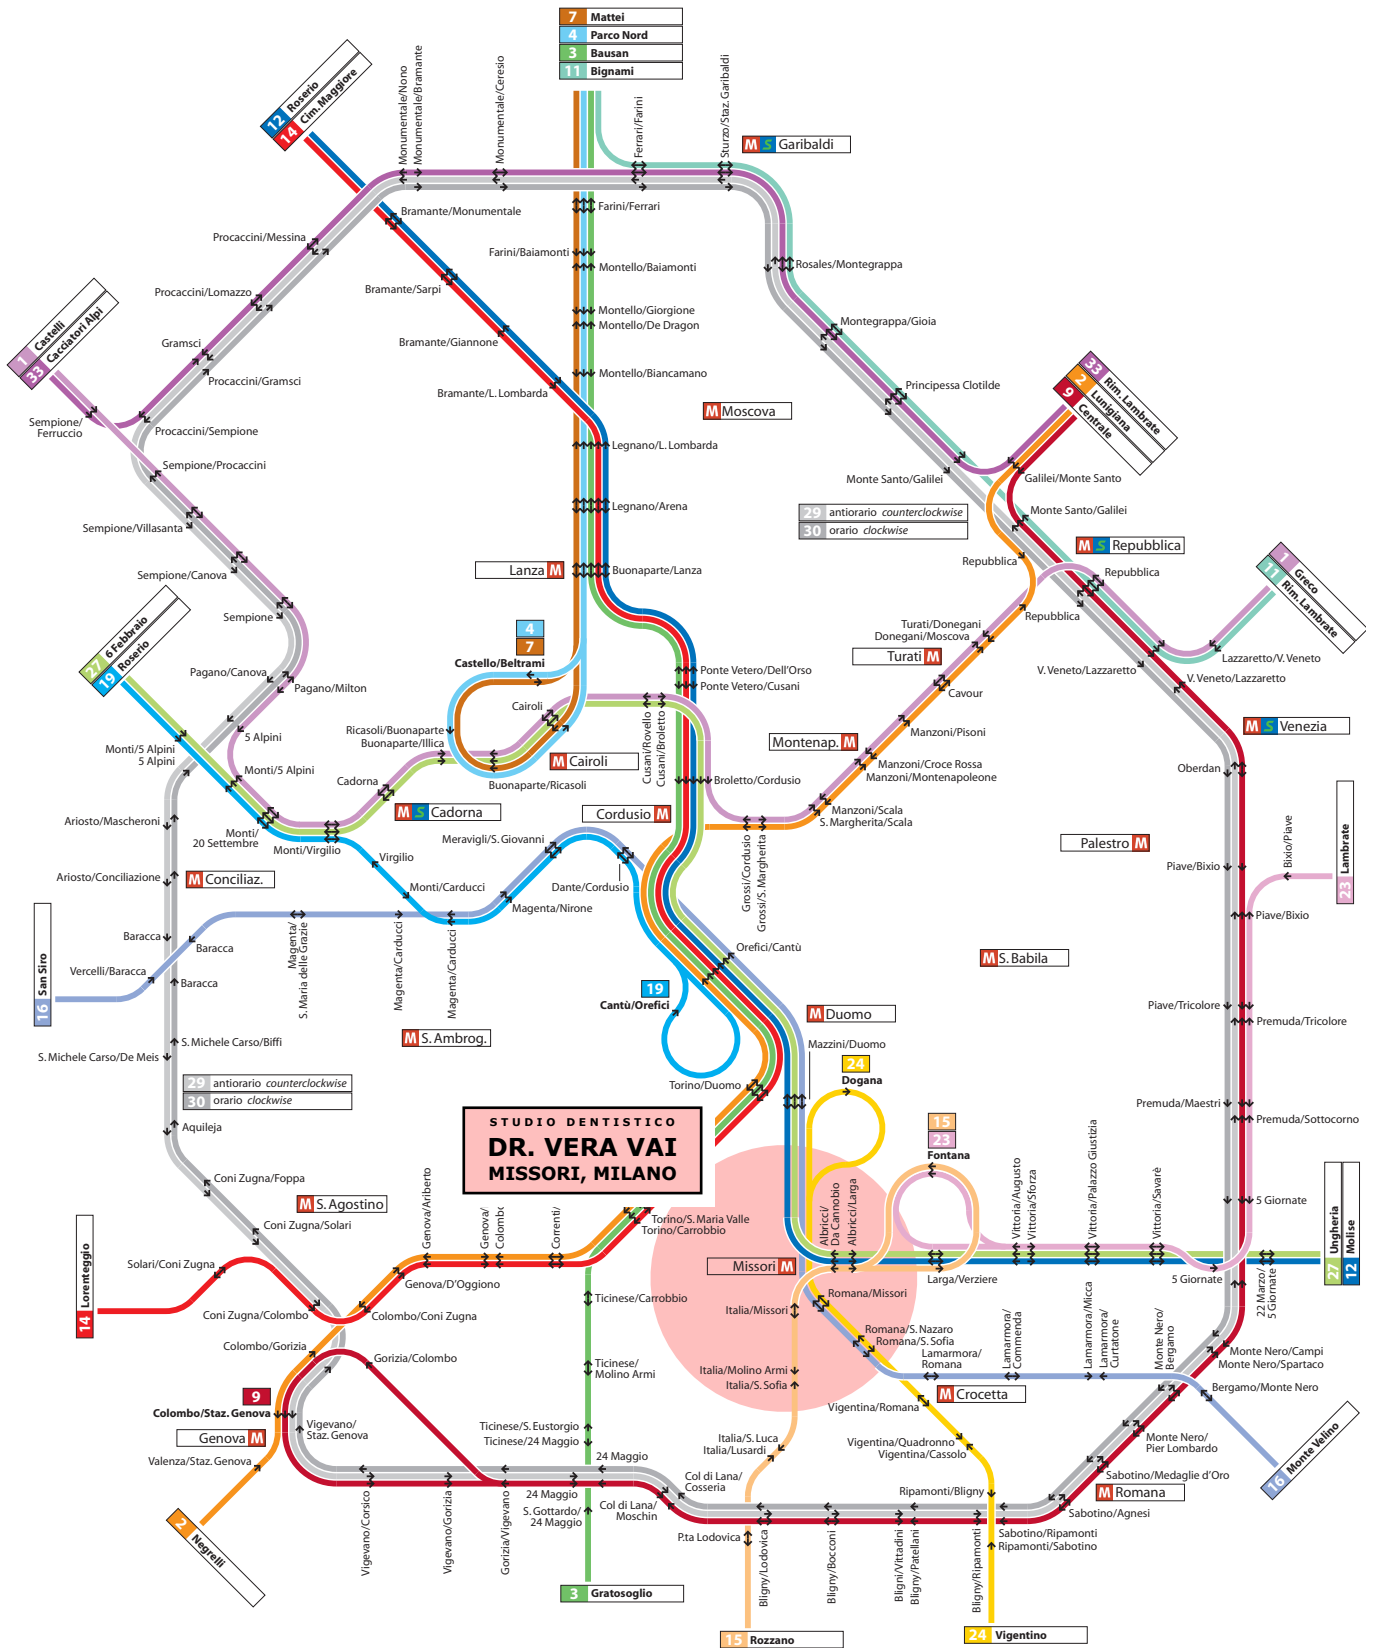 7 Mattei
4 Parco Nord
3 Bausan
11 Bignami
12 Roserio
14 Cim. Maggiore
Monumentale/Nono
Monumentale/Bramante
Monumentale/Ceresio
Ferrari/Farini
Sturzo/Staz. Garibaldi
M S Garibaldi
Bramante/Monumentale
Farini/Ferrari
Procaccini/Messina
Farini/Baiamonti
Montello/Baiamonti
Rosales/Montegrappa
Procaccini/Lomazzo
Bramante/Sarpi
Montello/Giorgione
Montello/De Dragon
Montegrappa/Gioia
1 Castelli
33 Cacciatori Alpi
Gramsci
Bramante/Giannone
Procaccini/Gramsci
Montello/Biancamano
Principessa Clotilde
33 Rim. Lambrate
2 Lunigiana
9 Centrale
Bramante/L. Lombarda
M Moscova
Sempione/
Ferruccio
Procaccini/Sempione
Legnano/L. Lombarda
Sempione/Procaccini
Monte Santo/Galilei
Galilei/Monte Santo
Legnano/Arena
29 antiorario counterclockwise
30 orario clockwise
Monte Santo/Galilei
Sempione/Villasanta
M S Repubblica
Repubblica
Repubblica
Sempione/Canova
Lanza M
Buonaparte/Lanza
1 Greco
11 Rim. Lambrate
Sempione
Repubblica
27 6 Febbraio
19 Roserio
4
7
Castello/Beltrami
Turati/Donegani
Donegani/Moscova
Turati M
Lazzaretto/V. Veneto
V. Veneto/Lazzaretto
V. Veneto/Lazzaretto
Pagano/Canova
Pagano/Milton
Ponte Vetero/Dell'Orso
Ponte Vetero/Cusani
Cavour
Cairoli
Ricasoli/Buonaparte
Buonaparte/Illica
Cusani/Rovello
Cusani/Broletto
Manzoni/Pisoni
M S Venezia
5 Alpini
Monti/5 Alpini
5 Alpini
Montenap. M
M Cairoli
Manzoni/Croce Rossa
Manzoni/Montenapoleone
Oberdan
Monti/5 Alpini
Cadorna
Buonaparte/Ricasoli
Broletto/Cordusio
M S Cadorna
Cordusio M
Manzoni/Scala
S. Margherita/Scala
Ariosto/Mascheroni
Monti/
20 Settembre
Monti/Virgilio
Meravigli/S. Giovanni
Palestro M
Bixio/Piave
23 Lambrate
Virgilio
Ariosto/Conciliazione
M Conciliaz.
Monti/Carducci
Dante/Cordusio
Grossi/Cordusio
Grossi/S. Margherita
Piave/Bixio
Magenta/Nirone
Piave/Bixio
16 San Siro
Baracca
Baracca
Vercelli/Baracca
Baracca
Magenta/
S. Maria delle Grazie
Magenta/Carducci
Magenta/Carducci
Orefici/Cantù
M S. Babila
19
Cantù/Orefici
M Duomo
Piave/Tricolore
Premuda/Tricolore
M S. Ambrog.
S. Michele Carso/Biffi
S. Michele Carso/De Meis
Mazzini/Duomo
24
Dogana
29 antiorario counterclockwise
30 orario clockwise
Torino/Duomo
Premuda/Maestri
Premuda/Sottocorno
Aquileja
STUDIO DENTISTICO
DR. VERA VAI
MISSORI, MILANO
15
23
Fontana
Coni Zugna/Foppa
M S. Agostino
Coni Zugna/Solari
Genova/Ariberto
Genova/
Colombo
Correnti/
Torino/S. Maria Valle
Torino/Carrobbio
Albricci/
Da Cannobio
Albricci/Larga
Vittoria/Augusto
Vittoria/Sforza
Vittoria/Palazzo Giustizia
Vittoria/Savarè
5 Giornate
27 Ungheria
12 Molise
14 Lorenteggio
Solari/Coni Zugna
Genova/D'Oggiono
Missori M
Larga/Verziere
5 Giornate
22 Marzo/
5 Giornate
Coni Zugna/Colombo
Colombo/Coni Zugna
Ticinese/Carrobbio
Italia/Missori
Romana/Missori
Romana/S. Nazaro
Romana/S. Sofia
Lamarmora/
Romana
Lamarmora/
Commenda
Lamarmora/Micca
Lamarmora/
Curtatone
Monte Nero/
Bergamo
Monte Nero/Campi
Monte Nero/Spartaco
Colombo/Gorizia
Gorizia/Colombo
Ticinese/
Molino Armi
Italia/Molino Armi
Italia/S. Sofia
M Crocetta
Bergamo/Monte Nero
9
Colombo/Staz. Genova
Genova M
Vigevano/
Staz. Genova
Ticinese/S. Eustorgio
Ticinese/24 Maggio
Vigentina/Romana
Valenza/Staz. Genova
Italia/S. Luca
Italia/Lusardi
Vigentina/Quadronno
Vigentina/Cassolo
Monte Nero/
Pier Lombardo
16 Monte Velino
24 Maggio
24 Maggio
Col di Lana/
Cosseria
Sabotino/Medaglie d'Oro
M Romana
Ripamonti/Bligny
Vigevano/Corsico
Vigevano/Gorizia
Gorizia/Vigevano
S. Gottardo/
24 Maggio
Col di Lana/
Moschin
Sabotino/Agnesi
2 Negrelli
P.ta Lodovica
Bligny/Lodovica
Bligny/Bocconi
Bligni/Vittadini
Bligny/Patellani
Bligny/Ripamonti
Sabotino/Ripamonti
Ripamonti/Sabotino
3 Gratosoglio
15 Rozzano
24 Vigentino